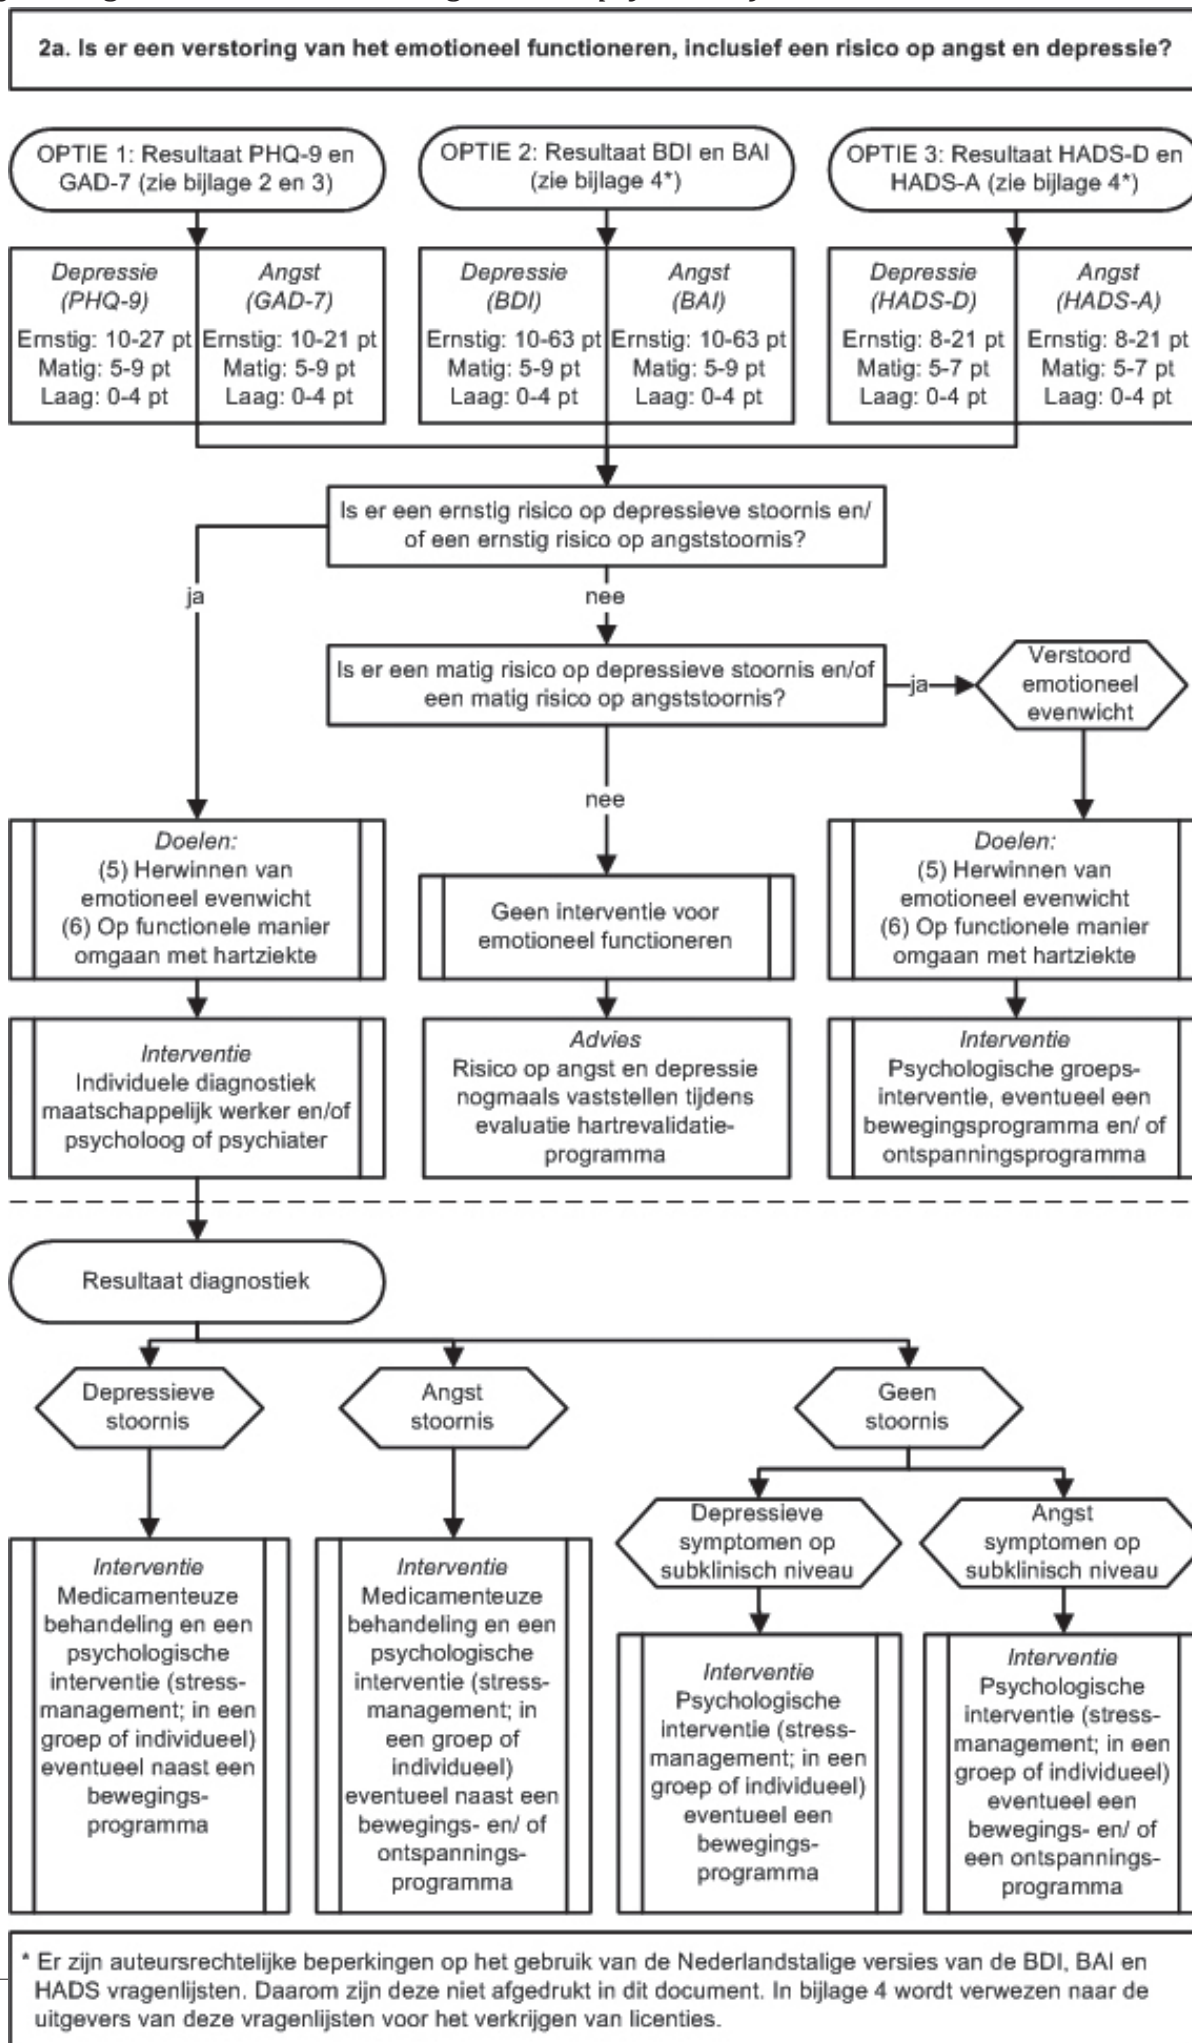 2a. Is er een verstoring van het emotioneel functioneren, inclusief een risico op angst en depressie?
OPTIE 1: Resultaat PHQ-9 en
GAD-7 (zie bijlage 2 en 3)
OPTIE 2: Resultaat BDI en BAI
(zie bijlage 4*)
OPTIE 3: Resultaat HADS-D en
HADS-A (zie bijlage 4*)
Depressie
(PHQ-9)
Ernstig: 10-27 pt
Matig: 5-9 pt
Laag: 0-4 pt
Angst
(GAD-7)
Ernstig: 10-21 pt
Matig: 5-9 pt
Laag: 0-4 pt
Depressie
(BDI)
Ernstig: 10-63 pt
Matig: 5-9 pt
Laag: 0-4 pt
Angst
(BAI)
Ernstig: 10-63 pt
Matig: 5-9 pt
Laag: 0-4 pt
Depressie
(HADS-D)
Ernstig: 8-21 pt
Matig: 5-7 pt
Laag: 0-4 pt
Angst
(HADS-A)
Ernstig: 8-21 pt
Matig: 5-7 pt
Laag: 0-4 pt
Is er een ernstig risico op depressieve stoornis en/
of een ernstig risico op angststoornis?
ja
nee
Is er een matig risico op depressieve stoornis en/of
een matig risico op angststoornis?
ja
Verstoord
emotioneel
evenwicht
nee
Doelen:
(5) Herwinnen van
emotioneel evenwicht
(6) Op functionele manier
omgaan met hartziekte
Geen interventie voor
emotioneel functioneren
Doelen:
(5) Herwinnen van
emotioneel evenwicht
(6) Op functionele manier
omgaan met hartziekte
Interventie
Individuele diagnostiek
maatschappelijk werker en/of
psycholoog of psychiater
Advies
Risico op angst en depressie
nogmaals vaststellen tijdens
evaluatie hartrevalidatie-
programma
Interventie
Psychologische groeps-
interventie, eventueel een
bewegingsprogramma en/ of
ontspanningsprogramma
Resultaat diagnostiek
Depressieve
stoornis
Angst
stoornis
Geen
stoornis
Depressieve
symptomen op
subklinisch niveau
Angst
symptomen op
subklinisch niveau
Interventie
Medicamenteuze
behandeling en een
psychologische
interventie (stress-
management; in een
groep of individueel)
eventueel naast een
bewegings-
programma
Interventie
Medicamenteuze
behandeling en een
psychologische
interventie (stress-
management; in
een groep of
individueel)
eventueel naast een
bewegings- en/ of
ontspannings-
programma
Interventie
Psychologische
interventie (stress-
management; in een
groep of individueel)
eventueel een
bewegings-
programma
Interventie
Psychologische
interventie (stress-
management; in een
groep of individueel)
eventueel een
bewegings- en/ of
een ontspannings-
programma
* Er zijn auteursrechtelijke beperkingen op het gebruik van de Nederlandstalige versies van de BDI, BAI en
HADS vragenlijsten. Daarom zijn deze niet afgedrukt in dit document. In bijlage 4 wordt verwezen naar de
uitgevers van deze vragenlijsten voor het verkrijgen van licenties.